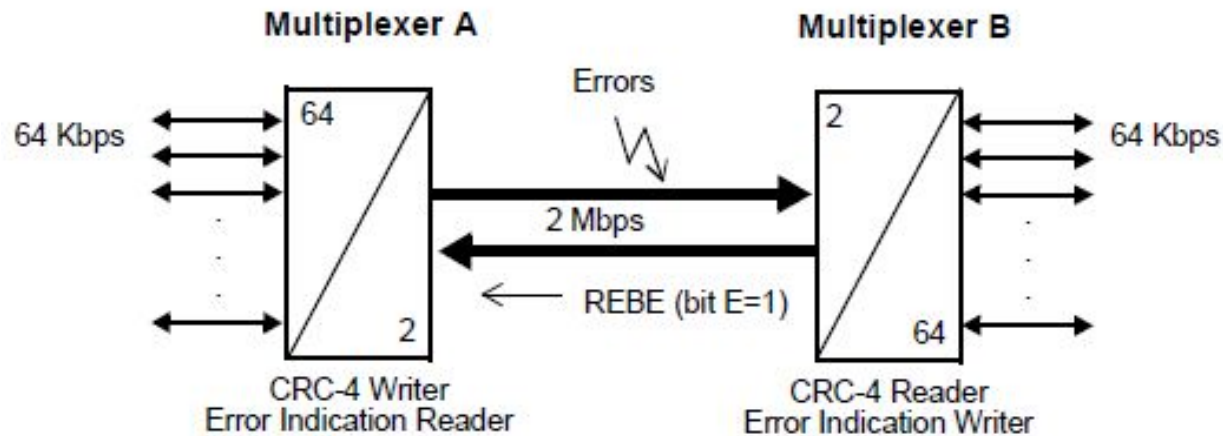 Multiplexer A
Multiplexer B
Errors
64
2
64 Kbps
64 Kbps
2 Mbps
REBE (bit E=1)
2
64
CRC-4 Writer
Error Indication Reader
CRC-4 Reader
Error Indication Writer